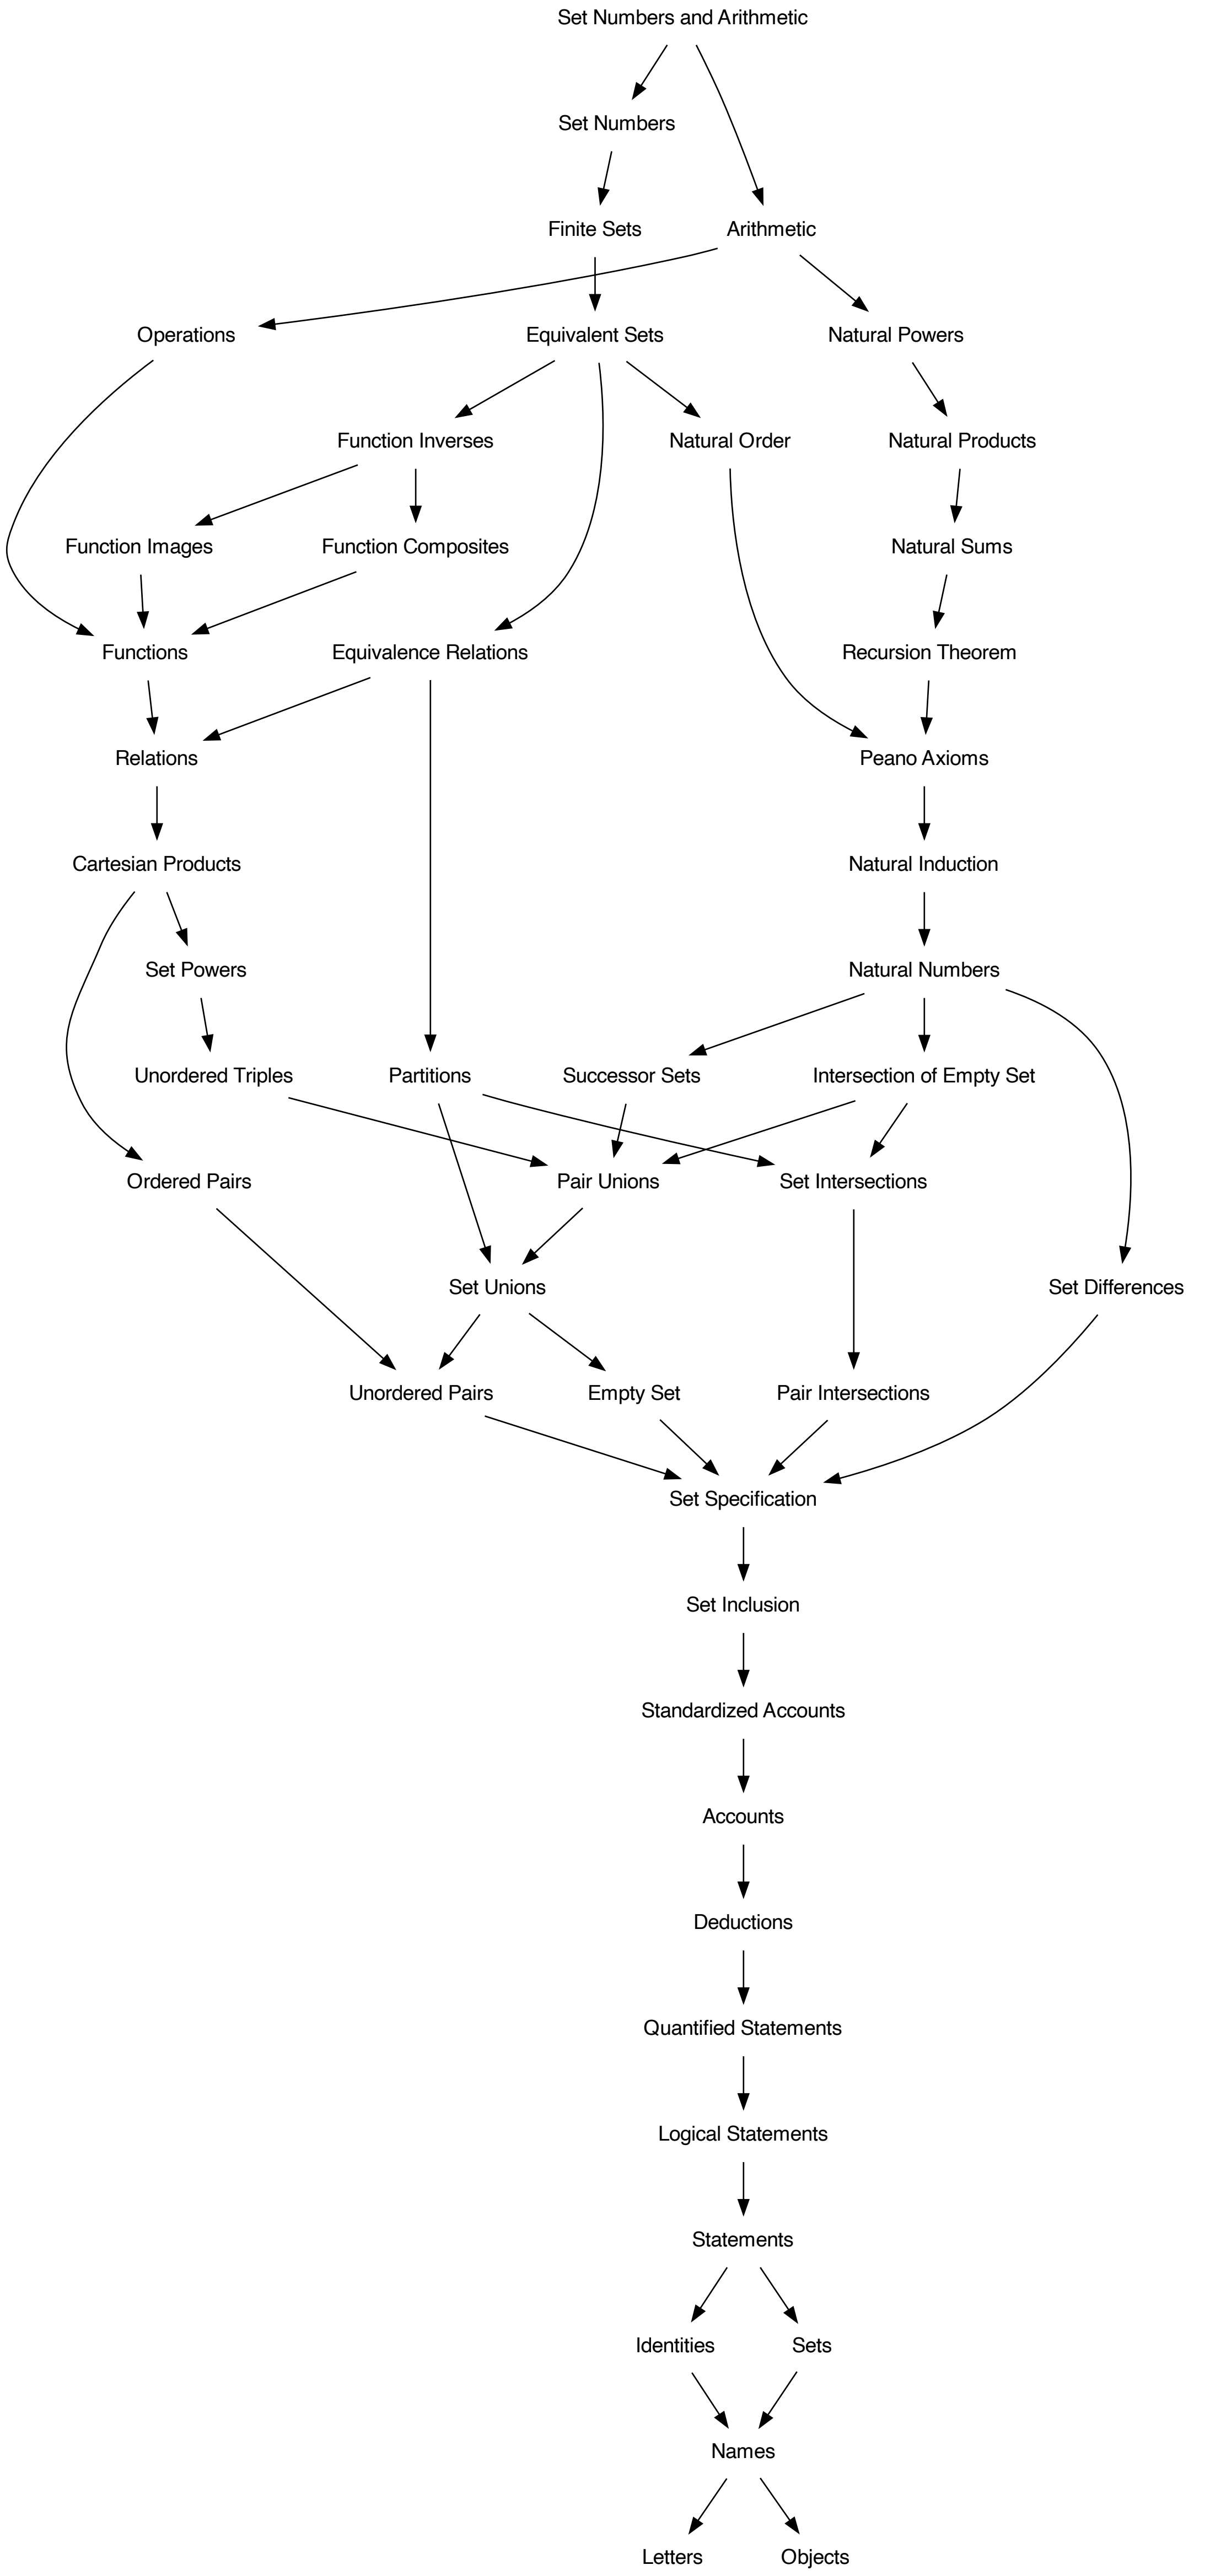 Set Numbers and Arithmetic
Set Numbers
Finite Sets
Arithmetic
Operations
Equivalent Sets
Natural Powers
Function Inverses
Natural Order
Natural Products
Function Images
Function Composites
Natural Sums
Functions
Equivalence Relations
Recursion Theorem
Relations
Peano Axioms
Cartesian Products
Natural Induction
Set Powers
Natural Numbers
Unordered Triples
Partitions
Successor Sets
Intersection of Empty Set
Ordered Pairs
Pair Unions
Set Intersections
Set Unions
Set Differences
Unordered Pairs
Empty Set
Pair Intersections
Set Specification
Set Inclusion
Standardized Accounts
Accounts
Deductions
Quantified Statements
Logical Statements
Statements
Identities
Sets
Names
Letters
Objects